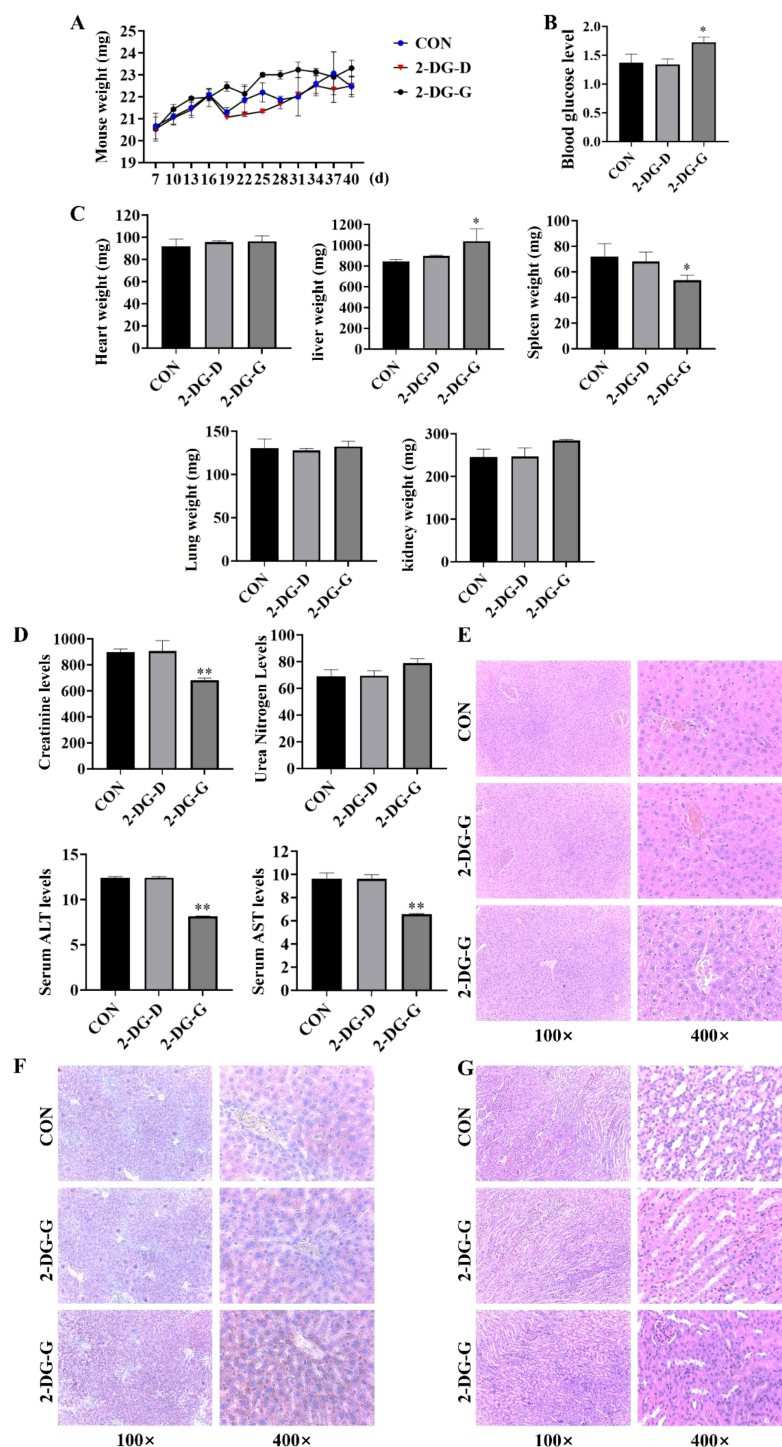 A
Mouse weight (mg)
24
23
22
21
20
19
7 10 13 16 19 22 25 28 31 34 37 40 (d)
CON
2-DG-D
2-DG-G
B
Blood glucose level
2.0
1.5
1.0
0.5
0.0
*
CON
2-DG-D
2-DG-G
C
Heart weight (mg)
120
100
80
60
40
20
0
CON
2-DG-D
2-DG-G
liver weight (mg)
1200
1000
800
600
400
200
0
*
CON
2-DG-D
2-DG-G
Spleen weight (mg)
100
80
60
40
20
0
*
CON
2-DG-D
2-DG-G
Lung weight (mg)
150
100
50
0
CON
2-DG-D
2-DG-G
kidney weight (mg)
300
200
100
0
CON
2-DG-D
2-DG-G
D
Creatinine levels
1000
800
600
400
200
0
**
CON
2-DG-D
2-DG-G
Urea Nitrogen Levels
100
80
60
40
20
0
CON
2-DG-D
2-DG-G
Serum ALT levels
15
10
5
0
**
CON
2-DG-D
2-DG-G
Serum AST levels
12
10
8
6
4
2
0
**
CON
2-DG-D
2-DG-G
E
CON
2-DG-G
2-DG-G
100×
400×
F
CON
2-DG-G
2-DG-G
100×
400×
G
CON
2-DG-G
2-DG-G
100×
400×